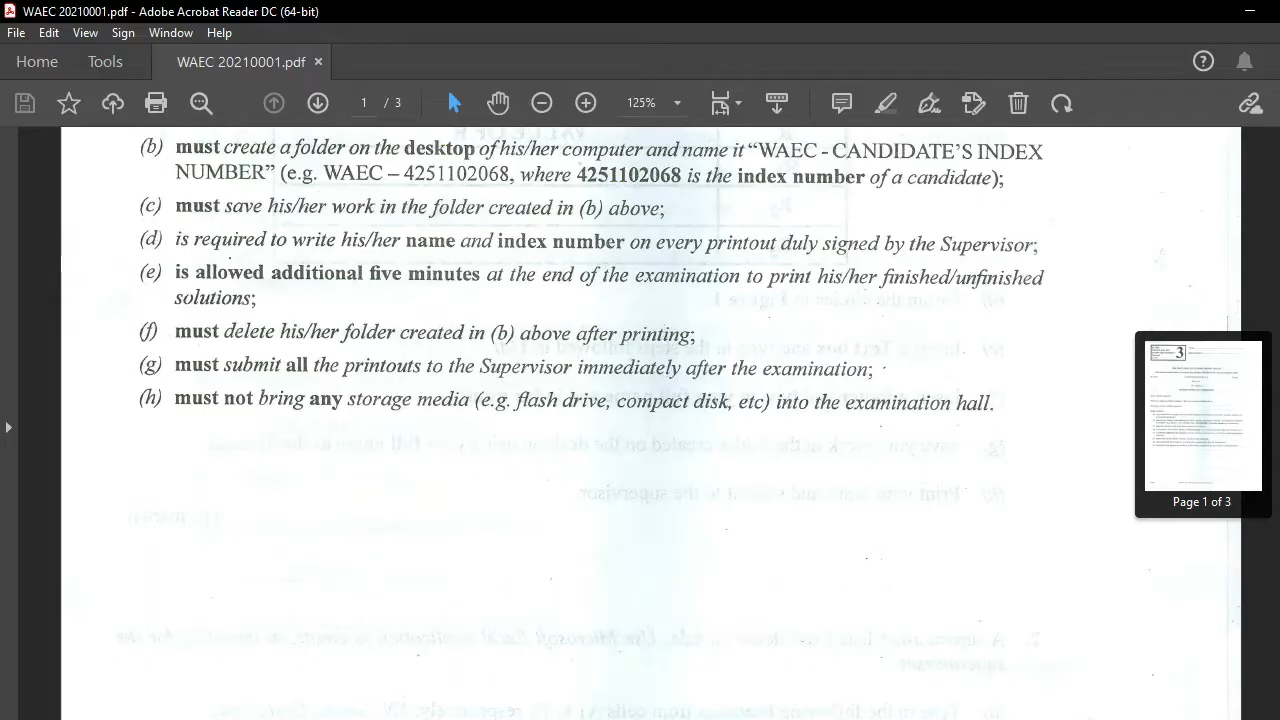 WAEC 20210001.pdf - Adobe Acrobat Reader DC (64-bit)
File Edit View Sign Window Help
Home Tools WAEC 20210001.pdf ×
1 / 3 125%
(b) must create a folder on the desktop of his/her computer and name it “WAEC - CANDIDATE’S INDEX
NUMBER” (e.g. WAEC – 4251102068, where 4251102068 is the index number of a candidate);
(c) must save his/her work in the folder created in (b) above;
(d) is required to write his/her name and index number on every printout duly signed by the Supervisor;
(e) is allowed additional five minutes at the end of the examination to print his/her finished/unfinished
solutions;
(f) must delete his/her folder created in (b) above after printing;
(g) must submit all the printouts to the Supervisor immediately after the examination;
(h) must not bring any storage media (e.g. flash drive, compact disk etc) into the examination hall.
3
Page 1 of 3